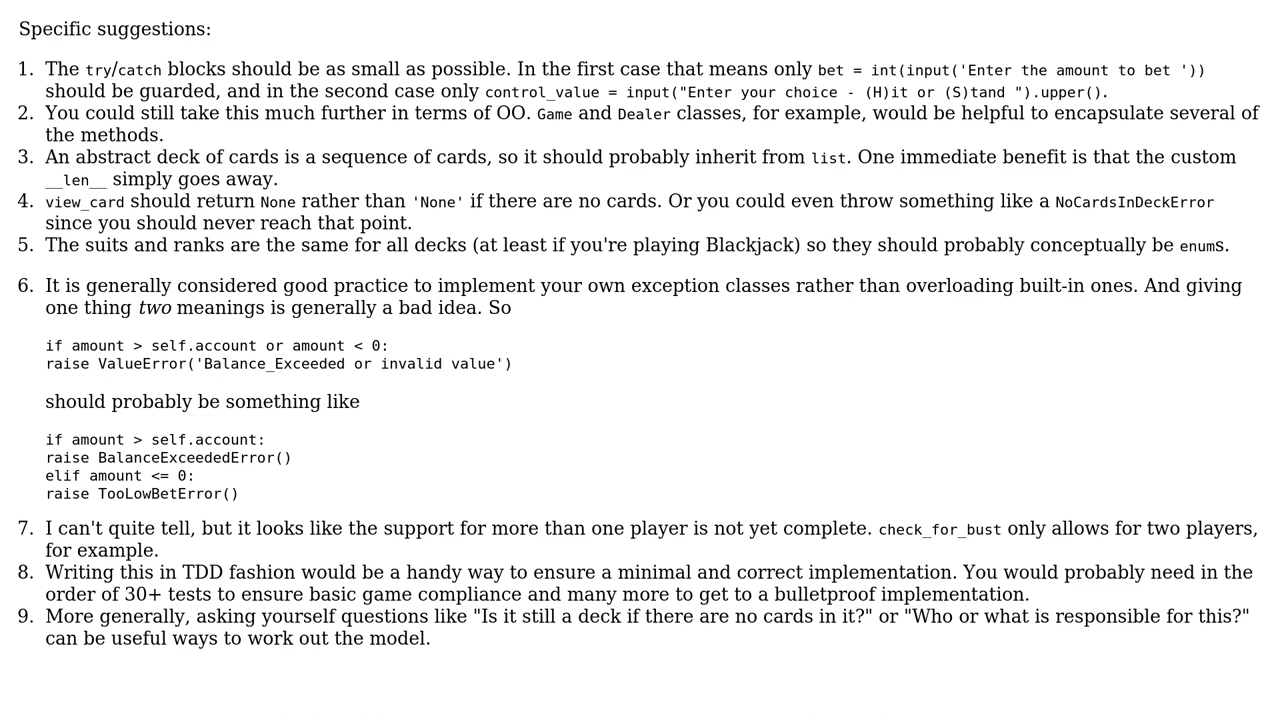 Specific suggestions:
1. The try/catch blocks should be as small as possible. In the first case that means only bet = int(input('Enter the amount to bet '))
should be guarded, and in the second case only control_value = input("Enter your choice - (H)it or (S)tand ").upper().
2. You could still take this much further in terms of OO. Game and Dealer classes, for example, would be helpful to encapsulate several of
the methods.
3. An abstract deck of cards is a sequence of cards, so it should probably inherit from list. One immediate benefit is that the custom
__len__ simply goes away.
4. view_card should return None rather than 'None' if there are no cards. Or you could even throw something like a NoCardsInDeckError
since you should never reach that point.
5. The suits and ranks are the same for all decks (at least if you're playing Blackjack) so they should probably conceptually be enums.
6. It is generally considered good practice to implement your own exception classes rather than overloading built-in ones. And giving
one thing two meanings is generally a bad idea. So
if amount > self.account or amount < 0:
raise ValueError('Balance_Exceeded or invalid value')
should probably be something like
if amount > self.account:
raise BalanceExceededError()
elif amount <= 0:
raise TooLowBetError()
7. I can't quite tell, but it looks like the support for more than one player is not yet complete. check_for_bust only allows for two players,
for example.
8. Writing this in TDD fashion would be a handy way to ensure a minimal and correct implementation. You would probably need in the
order of 30+ tests to ensure basic game compliance and many more to get to a bulletproof implementation.
9. More generally, asking yourself questions like "Is it still a deck if there are no cards in it?" or "Who or what is responsible for this?"
can be useful ways to work out the model.